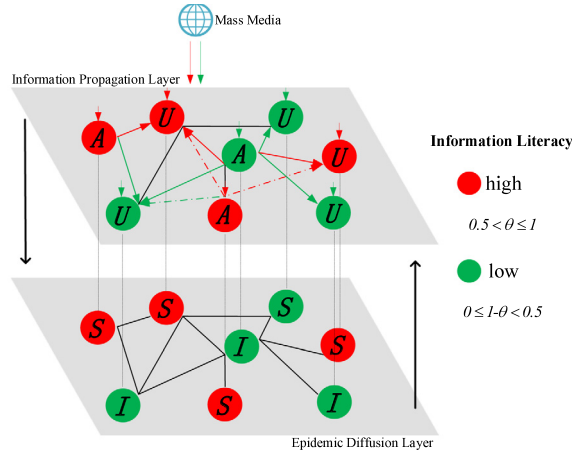 Mass Media
Information Propagation Layer
U
U
A
A
U
U
A
U
Information Literacy
high
0.5<θ≤1
low
0≤1-θ<0.5
S
S
S
I
S
I
S
I
Epidemic Diffusion Layer